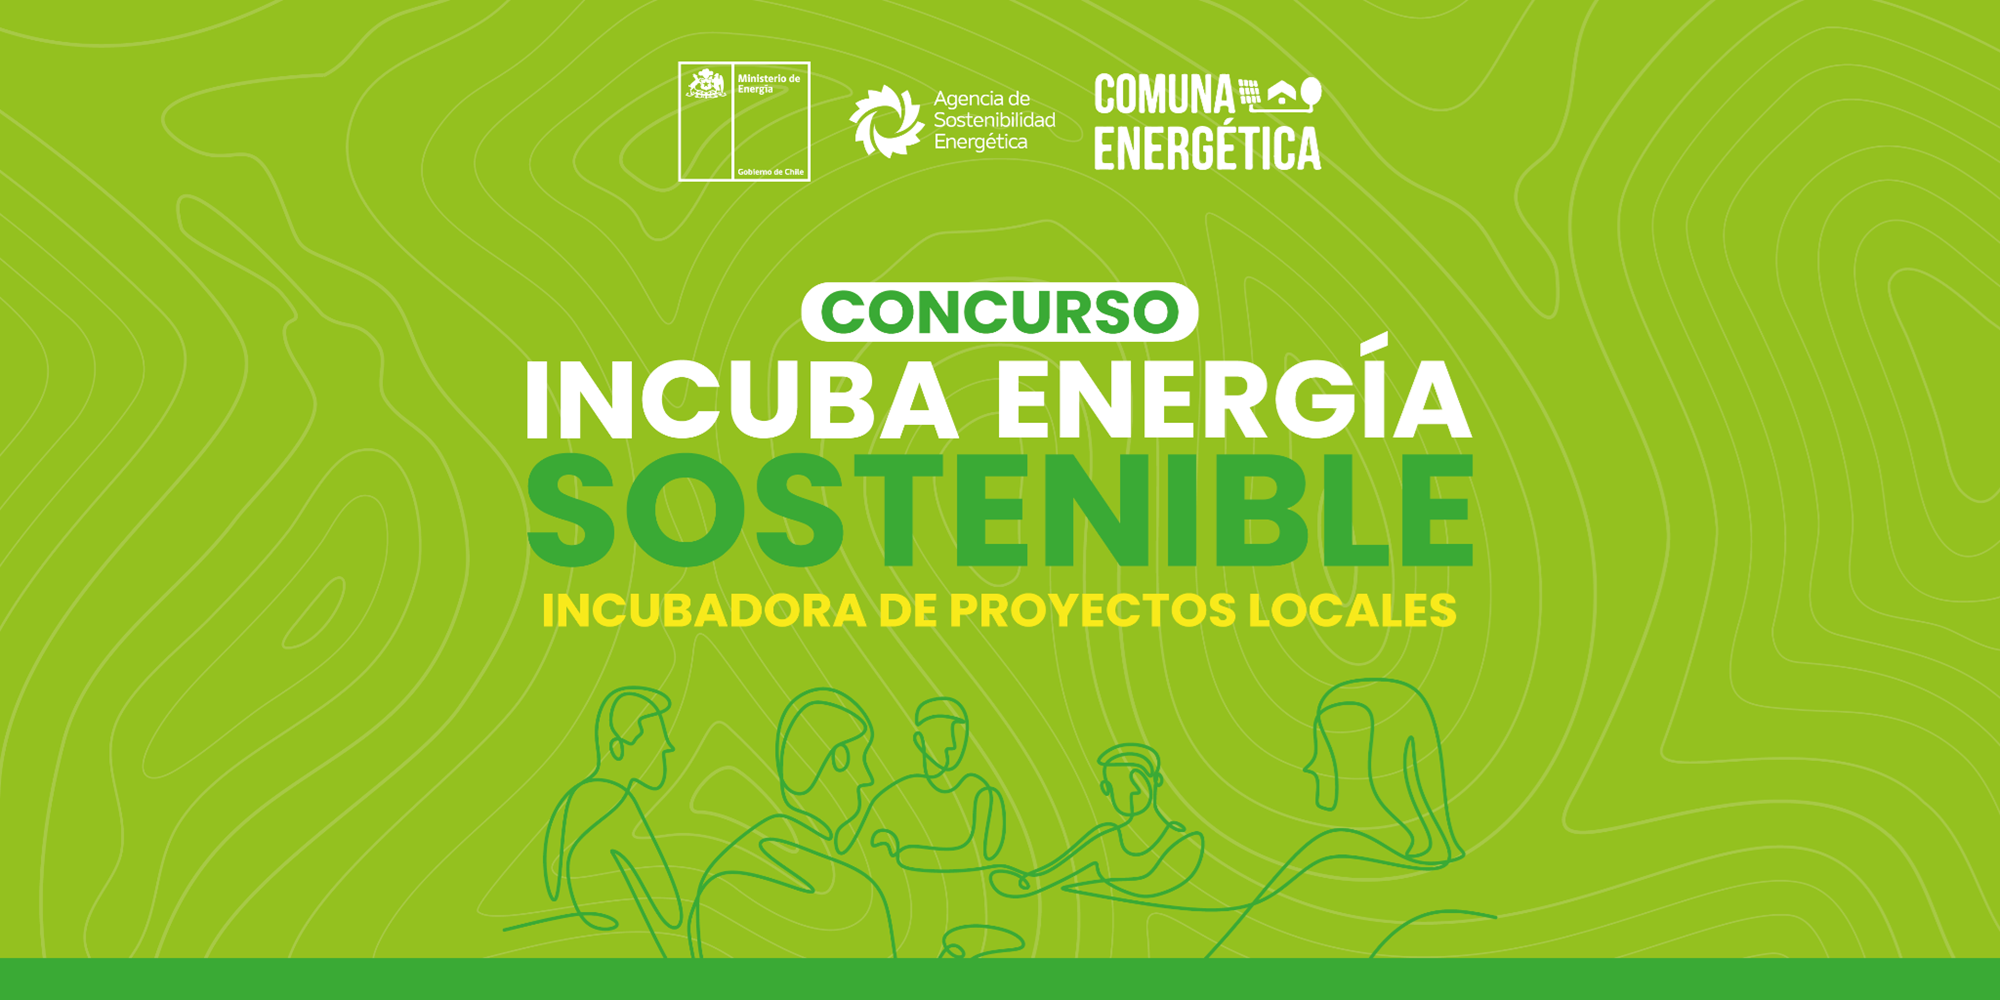 Ministerio de
Energía
Gobierno de Chile
Agencia de
Sostenibilidad
Energética
COMUNA
ENERGÉTICA
CONCURSO
INCUBA ENERGÍA
SOSTENIBLE
INCUBADORA DE PROYECTOS LOCALES